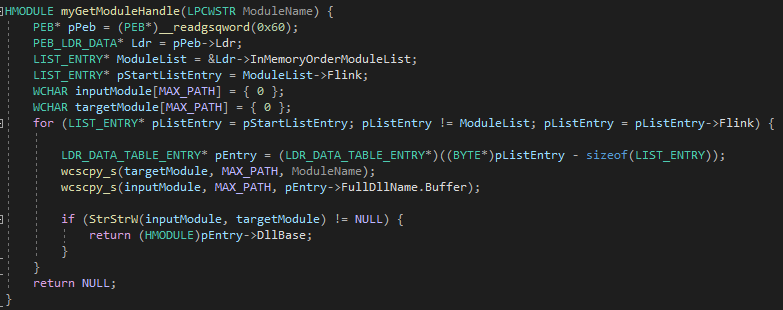 HMODULE myGetModuleHandle(LPCWSTR ModuleName) {
PEB* pPeb = (PEB*)__readgsqword(0x60);
PEB_LDR_DATA* Ldr = pPeb->Ldr;
LIST_ENTRY* ModuleList = &Ldr->InMemoryOrderModuleList;
LIST_ENTRY* pStartListEntry = ModuleList->Flink;
WCHAR inputModule[MAX_PATH] = { 0 };
WCHAR targetModule[MAX_PATH] = { 0 };
for (LIST_ENTRY* pListEntry = pStartListEntry; pListEntry != ModuleList; pListEntry = pListEntry->Flink) {
LDR_DATA_TABLE_ENTRY* pEntry = (LDR_DATA_TABLE_ENTRY*)((BYTE*)pListEntry - sizeof(LIST_ENTRY));
wcscpy_s(targetModule, MAX_PATH, ModuleName);
wcscpy_s(inputModule, MAX_PATH, pEntry->FullDllName.Buffer);
if (StrStrW(inputModule, targetModule) != NULL) {
return (HMODULE)pEntry->DllBase;
}
}
return NULL;
}